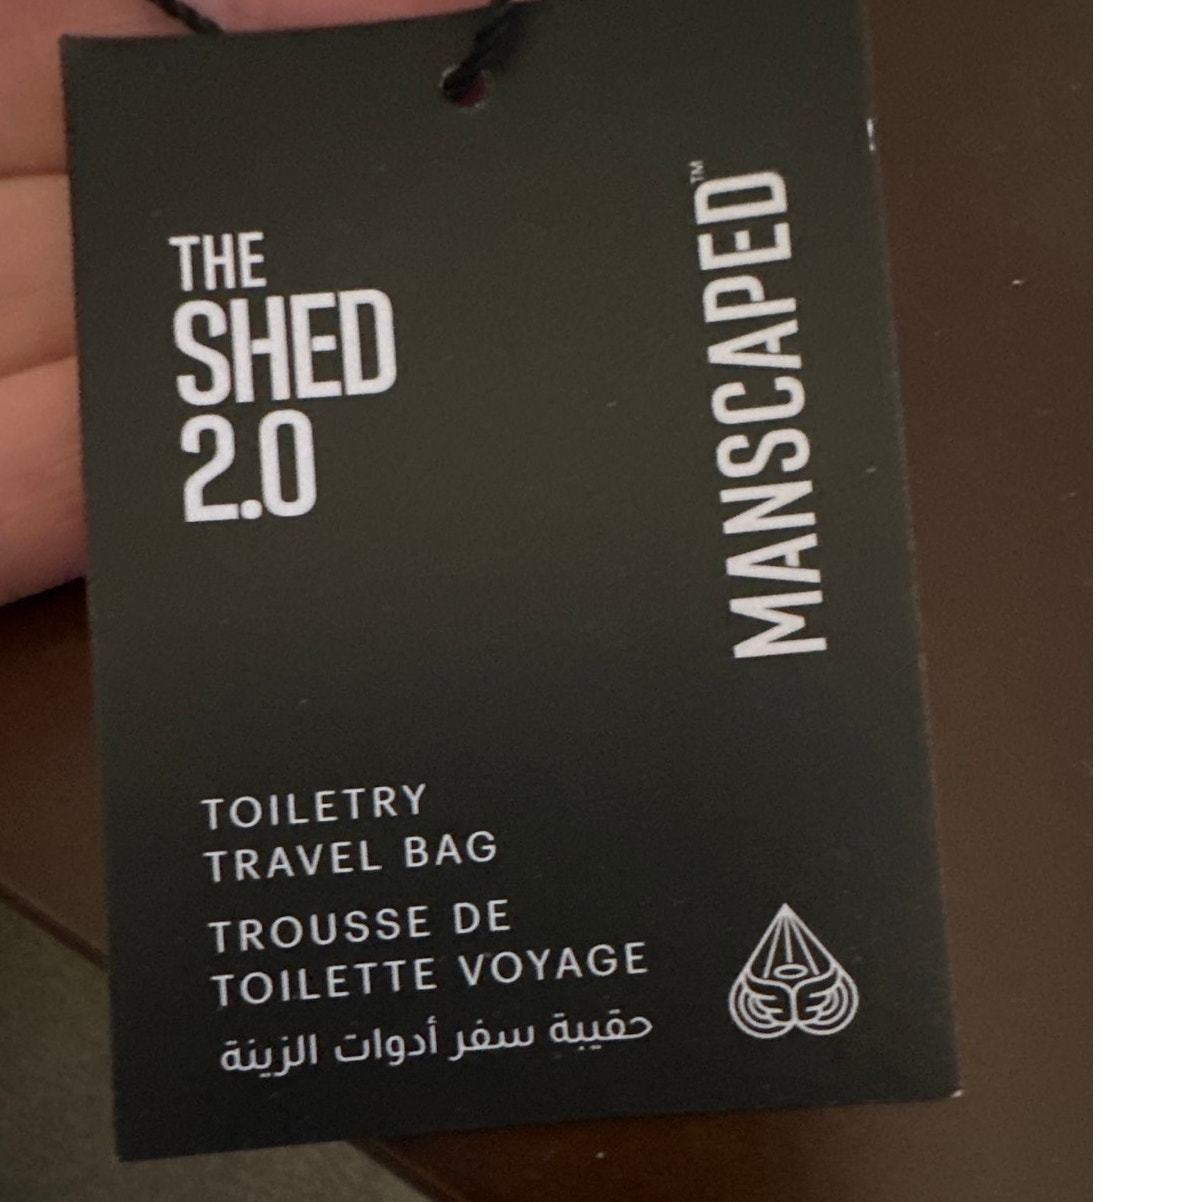 THE
SHED
2.0
MANSCAPED™
TOILETRY
TRAVEL BAG
TROUSSE DE
TOILETTE VOYAGE
حقيبة سفر أدوات الزينة